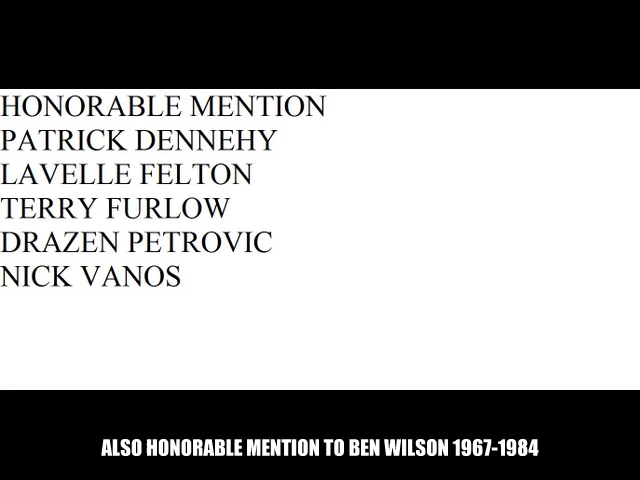 HONORABLE MENTION
PATRICK DENNEHY
LAVELLE FELTON
TERRY FURLOW
DRAZEN PETROVIC
NICK VANOS
ALSO HONORABLE MENTION TO BEN WILSON 1967-1984